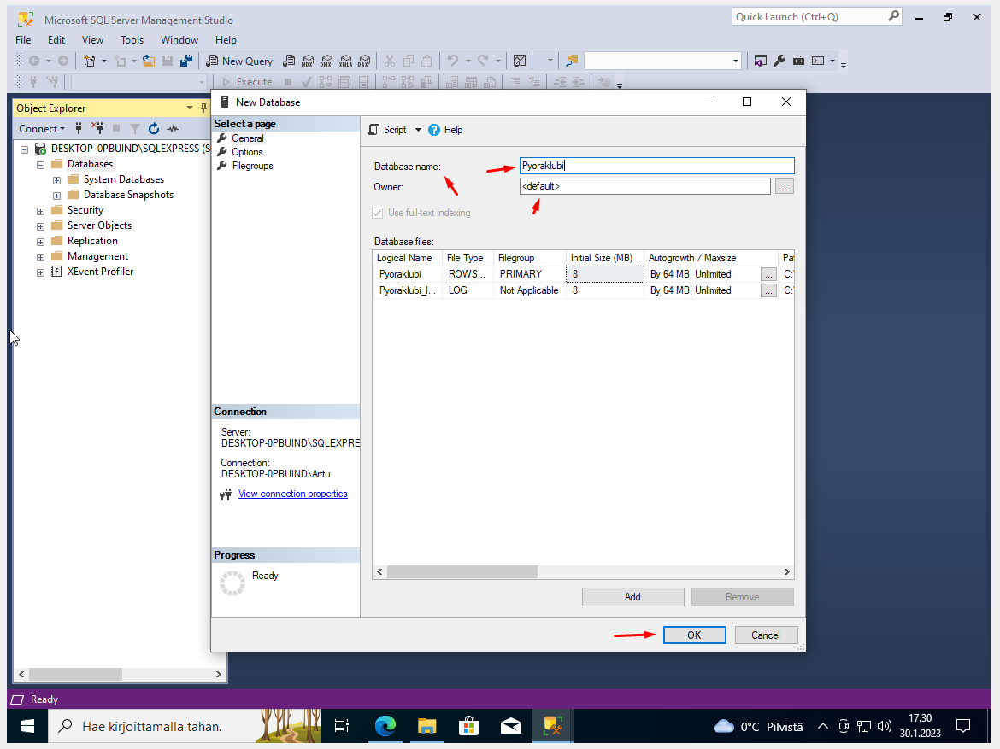 Microsoft SQL Server Management Studio
Quick Launch (Ctrl+Q)
File Edit View Tools Window Help
New Query MDX DMX XMLA DAX
Execute
Object Explorer
Connect
DESKTOP-0PBUIND\SQLEXPRESS (S
Databases
System Databases
Database Snapshots
Security
Server Objects
Replication
Management
XEvent Profiler
New Database
Select a page
General
Options
Filegroups
Script Help
Database name: Pyoraklubi
Owner: <default> ...
Use full-text indexing
Database files:
Logical Name File Type Filegroup Initial Size (MB) Autogrowth / Maxsize Pa
Pyoraklubi ROWS... PRIMARY 8 By 64 MB, Unlimited ... C:\
Pyoraklubi_l... LOG Not Applicable 8 By 64 MB, Unlimited ... C:\
Connection
Server:
DESKTOP-0PBUIND\SQLEXPRE
Connection:
DESKTOP-0PBUIND\Arttu
View connection properties
Progress
Ready
Add Remove
OK Cancel
Ready
Hae kirjoittamalla tähän.
0°C Pilvistä
17.30
30.1.2023